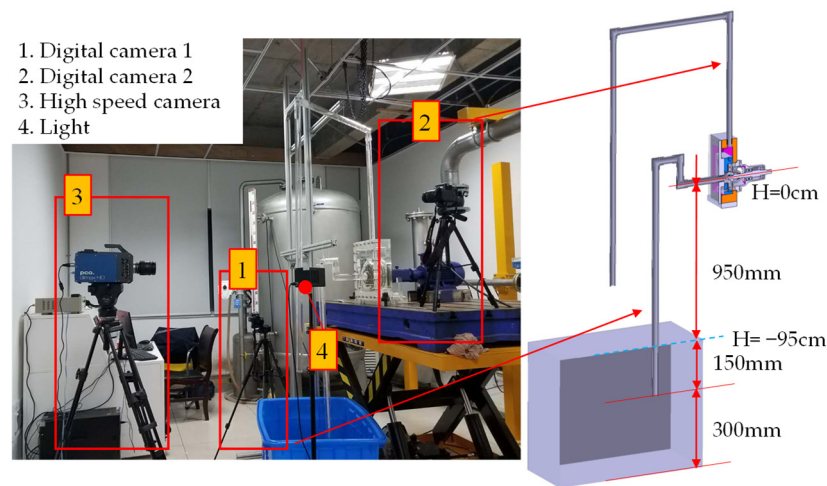 1. Digital camera 1
2. Digital camera 2
3. High speed camera
4. Light
2
3
pco.
1
4
H=0cm
950mm
H= −95cm
150mm
300mm